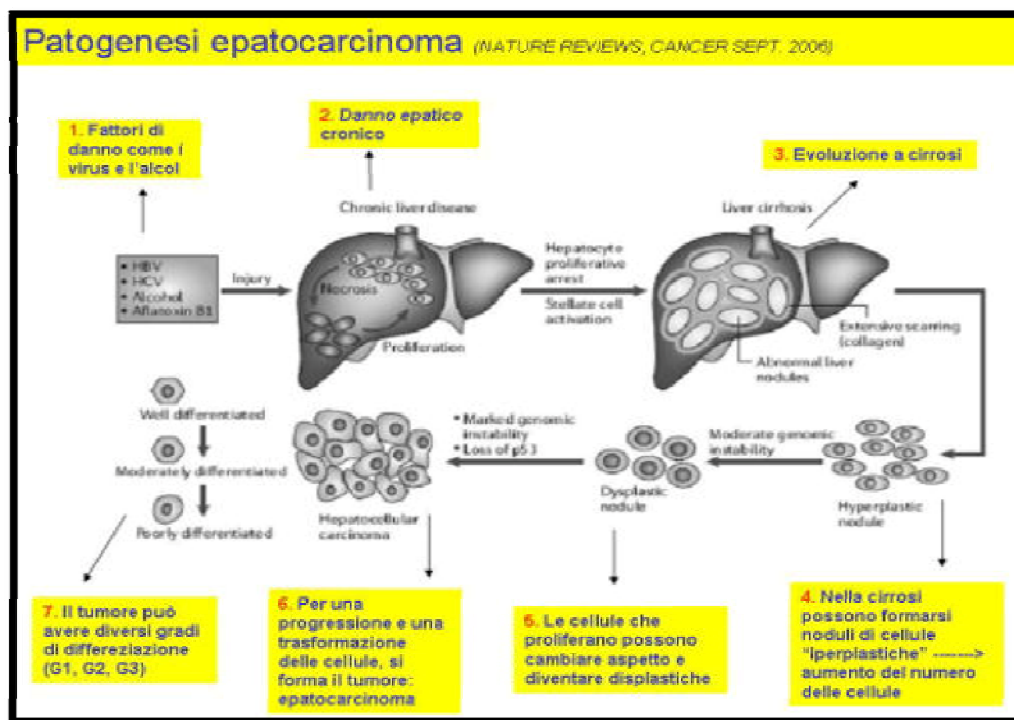 Patogenesi epatocarcinoma (NATURE REVIEWS, CANCER SEPT. 2006)
1. Fattori di
danno come i
virus e l'alcol
2. Danno epatico
cronico
3. Evoluzione a cirrosi
Chronic liver disease
Liver cirrhosis
• HBV
• HCV
• Alcohol
• Aflatoxin B1
Injury
Necrosis
Proliferation
Hepatocyte
proliferative
arrest
Stellate cell
activation
Extensive scarring
(collagen)
Abnormal liver
nodules
Well differentiated
Moderately differentiated
Poorly differentiated
Hepatocellular
carcinoma
• Marked genomic
instability
• Loss of p53
Dysplastic
nodule
Moderate genomic
instability
Hyperplastic
nodule
7. Il tumore può
avere diversi gradi
di differeziazione
(G1, G2, G3)
6. Per una
progressione e una
trasformazione
delle cellule, si
forma il tumore:
epatocarcinoma
5. Le cellule che
proliferano possono
cambiare aspetto e
diventare displastiche
4. Nella cirrosi
possono formarsi
noduli di cellule
"Iperplastiche" ------->
aumento del numero
delle cellule